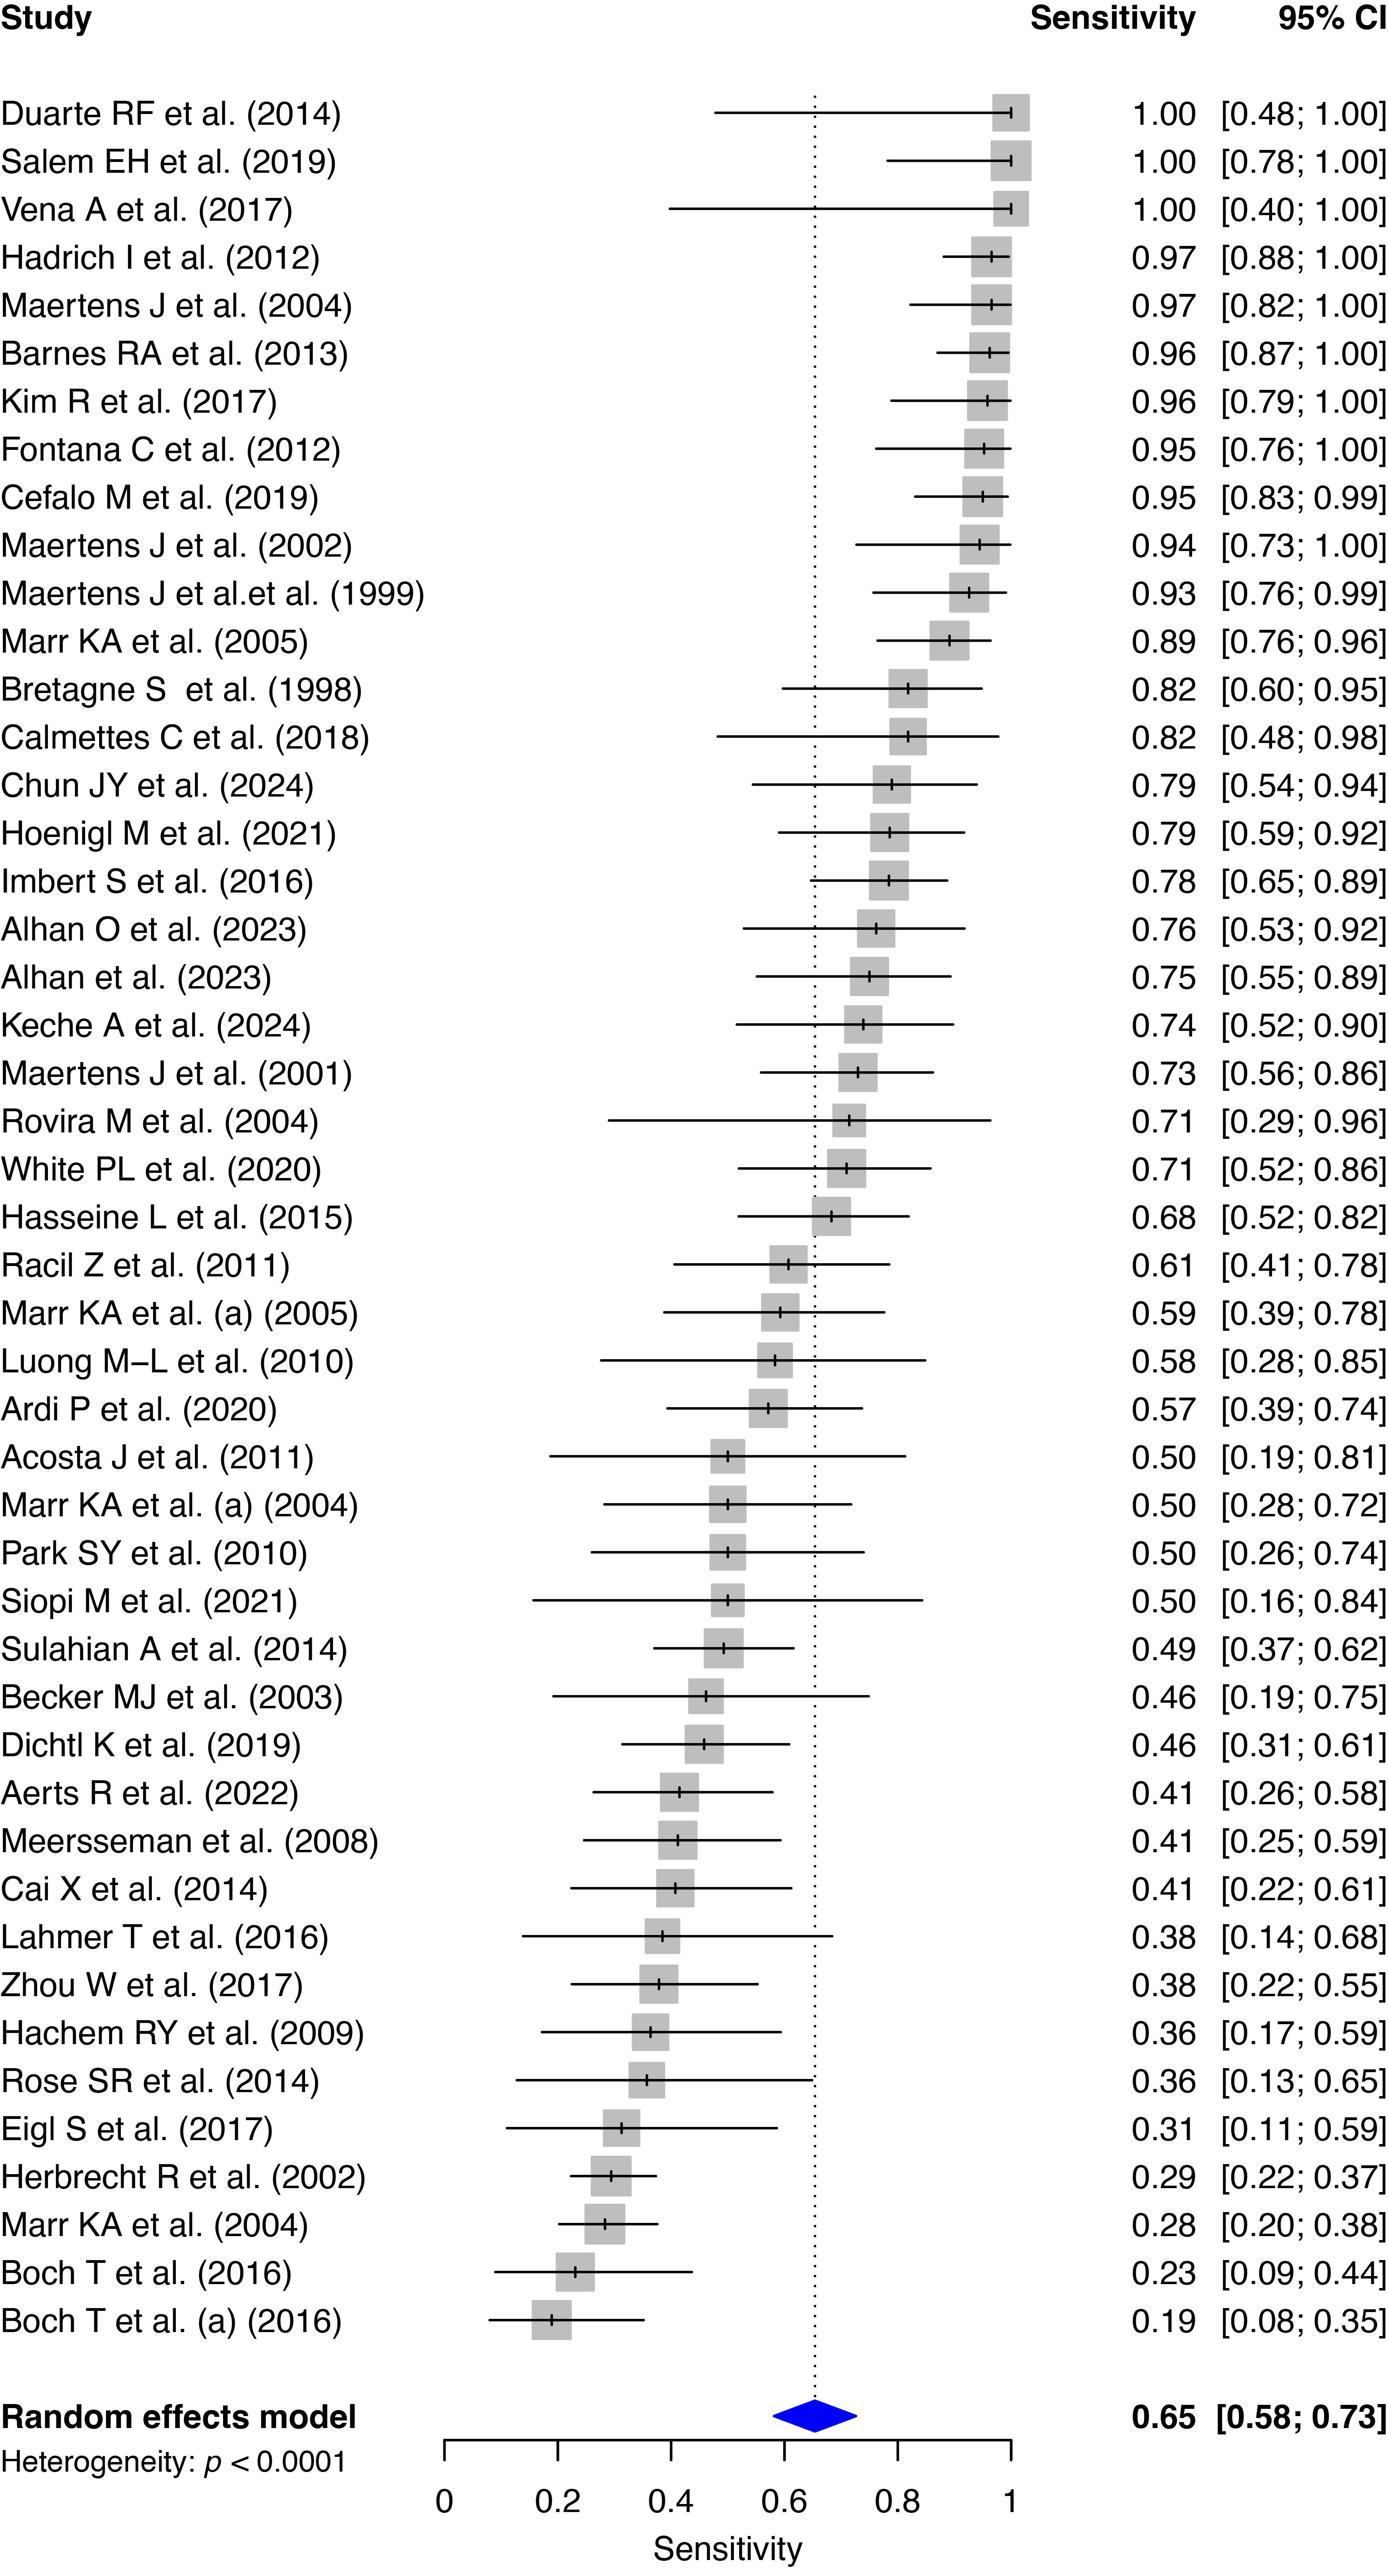 Study Sensitivity 95% CI
Duarte RF et al. (2014) 1.00 [0.48; 1.00]
Salem EH et al. (2019) 1.00 [0.78; 1.00]
Vena A et al. (2017) 1.00 [0.40; 1.00]
Hadrich I et al. (2012) 0.97 [0.88; 1.00]
Maertens J et al. (2004) 0.97 [0.82; 1.00]
Barnes RA et al. (2013) 0.96 [0.87; 1.00]
Kim R et al. (2017) 0.96 [0.79; 1.00]
Fontana C et al. (2012) 0.95 [0.76; 1.00]
Cefalo M et al. (2019) 0.95 [0.83; 0.99]
Maertens J et al. (2002) 0.94 [0.73; 1.00]
Maertens J et al.et al. (1999) 0.93 [0.76; 0.99]
Marr KA et al. (2005) 0.89 [0.76; 0.96]
Bretagne S  et al. (1998) 0.82 [0.60; 0.95]
Calmettes C et al. (2018) 0.82 [0.48; 0.98]
Chun JY et al. (2024) 0.79 [0.54; 0.94]
Hoenigl M et al. (2021) 0.79 [0.59; 0.92]
Imbert S et al. (2016) 0.78 [0.65; 0.89]
Alhan O et al. (2023) 0.76 [0.53; 0.92]
Alhan et al. (2023) 0.75 [0.55; 0.89]
Keche A et al. (2024) 0.74 [0.52; 0.90]
Maertens J et al. (2001) 0.73 [0.56; 0.86]
Rovira M et al. (2004) 0.71 [0.29; 0.96]
White PL et al. (2020) 0.71 [0.52; 0.86]
Hasseine L et al. (2015) 0.68 [0.52; 0.82]
Racil Z et al. (2011) 0.61 [0.41; 0.78]
Marr KA et al. (a) (2005) 0.59 [0.39; 0.78]
Luong M−L et al. (2010) 0.58 [0.28; 0.85]
Ardi P et al. (2020) 0.57 [0.39; 0.74]
Acosta J et al. (2011) 0.50 [0.19; 0.81]
Marr KA et al. (a) (2004) 0.50 [0.28; 0.72]
Park SY et al. (2010) 0.50 [0.26; 0.74]
Siopi M et al. (2021) 0.50 [0.16; 0.84]
Sulahian A et al. (2014) 0.49 [0.37; 0.62]
Becker MJ et al. (2003) 0.46 [0.19; 0.75]
Dichtl K et al. (2019) 0.46 [0.31; 0.61]
Aerts R et al. (2022) 0.41 [0.26; 0.58]
Meersseman et al. (2008) 0.41 [0.25; 0.59]
Cai X et al. (2014) 0.41 [0.22; 0.61]
Lahmer T et al. (2016) 0.38 [0.14; 0.68]
Zhou W et al. (2017) 0.38 [0.22; 0.55]
Hachem RY et al. (2009) 0.36 [0.17; 0.59]
Rose SR et al. (2014) 0.36 [0.13; 0.65]
Eigl S et al. (2017) 0.31 [0.11; 0.59]
Herbrecht R et al. (2002) 0.29 [0.22; 0.37]
Marr KA et al. (2004) 0.28 [0.20; 0.38]
Boch T et al. (2016) 0.23 [0.09; 0.44]
Boch T et al. (a) (2016) 0.19 [0.08; 0.35]
Random effects model 0.65 [0.58; 0.73]
Heterogeneity: p < 0.0001
0 0.2 0.4 0.6 0.8 1
Sensitivity